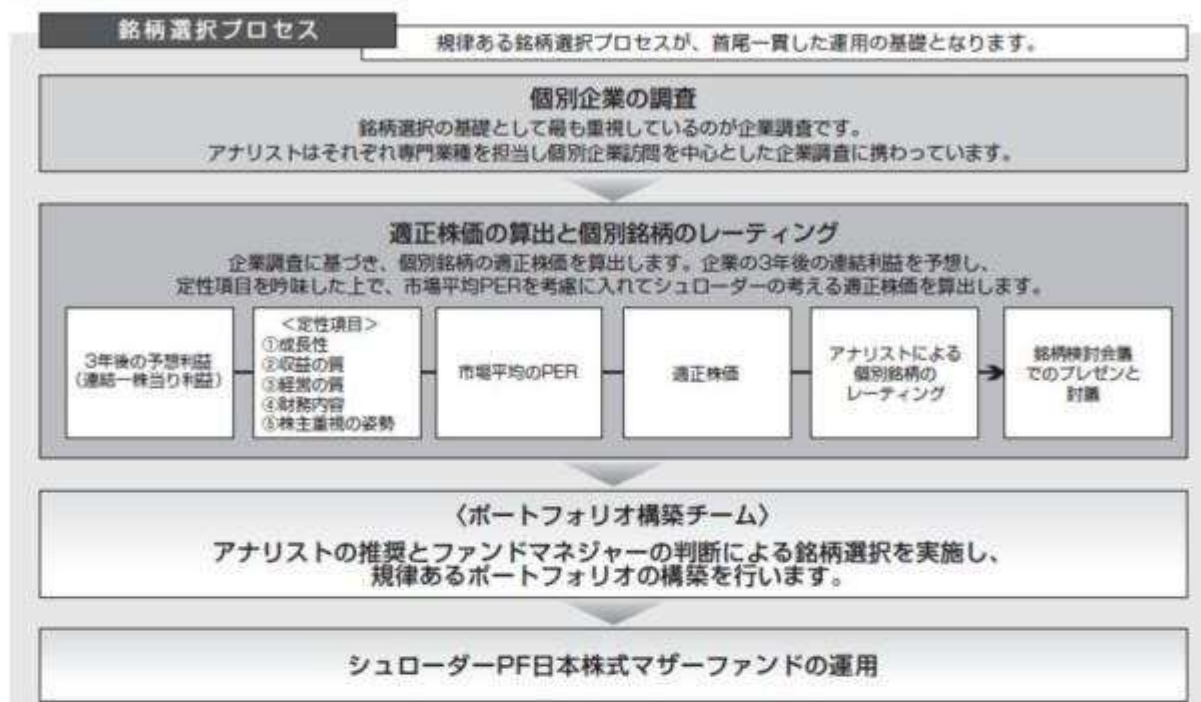 銘柄選択プロセス
規律ある銘柄選択プロセスが、首尾一貫した運用の基礎となります。
個別企業の調査
銘柄選択の基礎として最も重視しているのが企業調査です。
アナリストはそれぞれ専門業種を担当し個別企業訪問を中心とした企業調査に携わっています。
適正株価の算出と個別銘柄のレーティング
企業調査に基づき、個別銘柄の適正株価を算出します。企業の3年後の連結利益を予想し、
定性項目を吟味した上で、市場平均PERを考慮に入れてシュローダーの考える適正株価を算出します。
3年後の予想利益
(連結一株当り利益)
<定性項目>
①成長性
②収益の質
③経営の質
④財務内容
⑤株主重視の姿勢
市場平均のPER
適正株価
アナリストによる
個別銘柄の
レーティング
銘柄検討会議
でのプレゼンと
討議
〈ポートフォリオ構築チーム〉
アナリストの推奨とファンドマネジャーの判断による銘柄選択を実施し、
規律あるポートフォリオの構築を行います。
シュローダーPF日本株式マザーファンドの運用